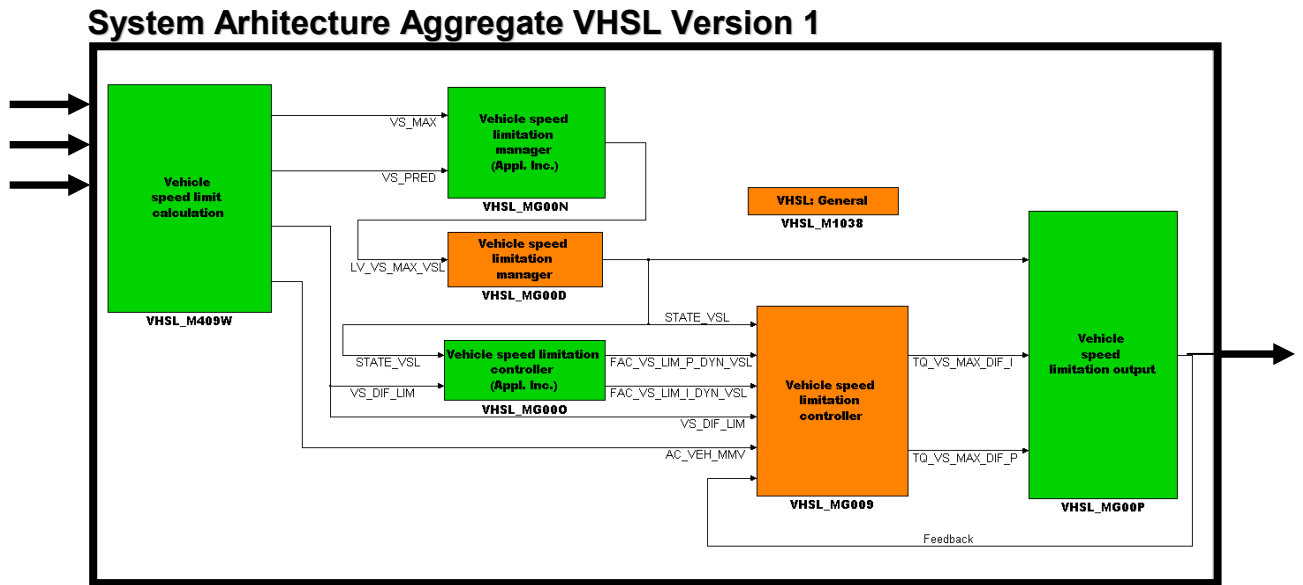 System Arhitecture Aggregate VHSL Version 1
Vehicle
speed limit
calculation
VHSL_M409W
VS_MAX
VS_PRED
Vehicle speed
limitation
manager
(Appl. Inc.)
VHSL_MG00N
VHSL: General
VHSL_M1038
LV_VS_MAX_VSL
Vehicle speed
limitation
manager
VHSL_MG00D
STATE_VSL
STATE_VSL
VS_DIF_LIM
Vehicle speed limitation
controller
(Appl. Inc.)
VHSL_MG00O
FAC_VS_LIM_P_DYN_VSL
FAC_VS_LIM_I_DYN_VSL
VS_DIF_LIM
AC_VEH_MMV
Vehicle speed
limitation
controller
VHSL_MG009
TQ_VS_MAX_DIF_I
TQ_VS_MAX_DIF_P
Vehicle
speed
limitation output
VHSL_MG00P
Feedback